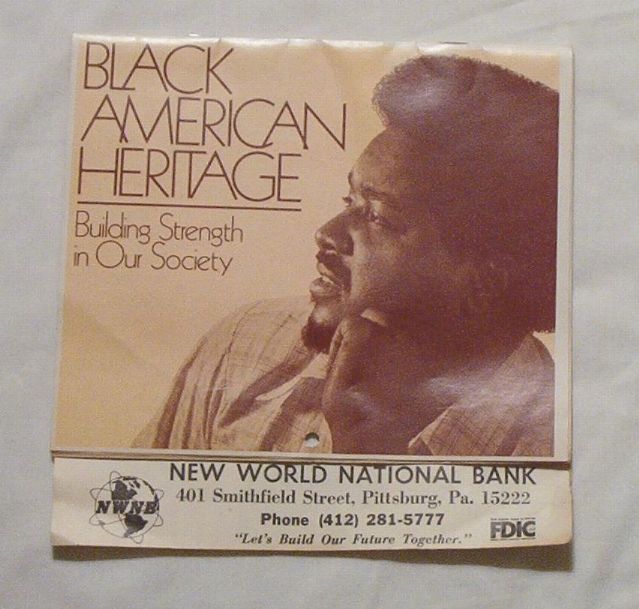 BLACK
AMERICAN
HERITAGE
Building Strength
in Our Society
NEW WORLD NATIONAL BANK
NWNB
401 Smithfield Street, Pittsburg, Pa. 15222
Phone (412) 281-5777
FDIC
"Let's Build Our Future Together."